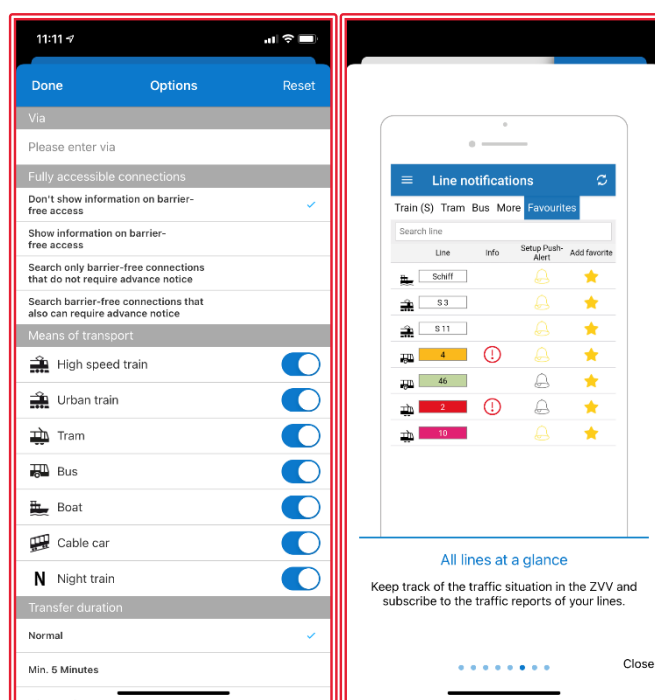 11:11
Done Options Reset
Via
Please enter via
Fully accessible connections
Don't show information on barrier-
free access
Show information on barrier-
free access
Search only barrier-free connections
that do not require advance notice
Search barrier-free connections that
also can require advance notice
Means of transport
High speed train
Urban train
Tram
Bus
Boat
Cable car
N Night train
Transfer duration
Normal
Min. 5 Minutes
Line notifications
Train (S) Tram Bus More Favourites
Search line
Line Info Setup Push-
Alert Add favorite
Schiff
S 3
S 11
4
46
2
10
All lines at a glance
Keep track of the traffic situation in the ZVV and
subscribe to the traffic reports of your lines.
Close